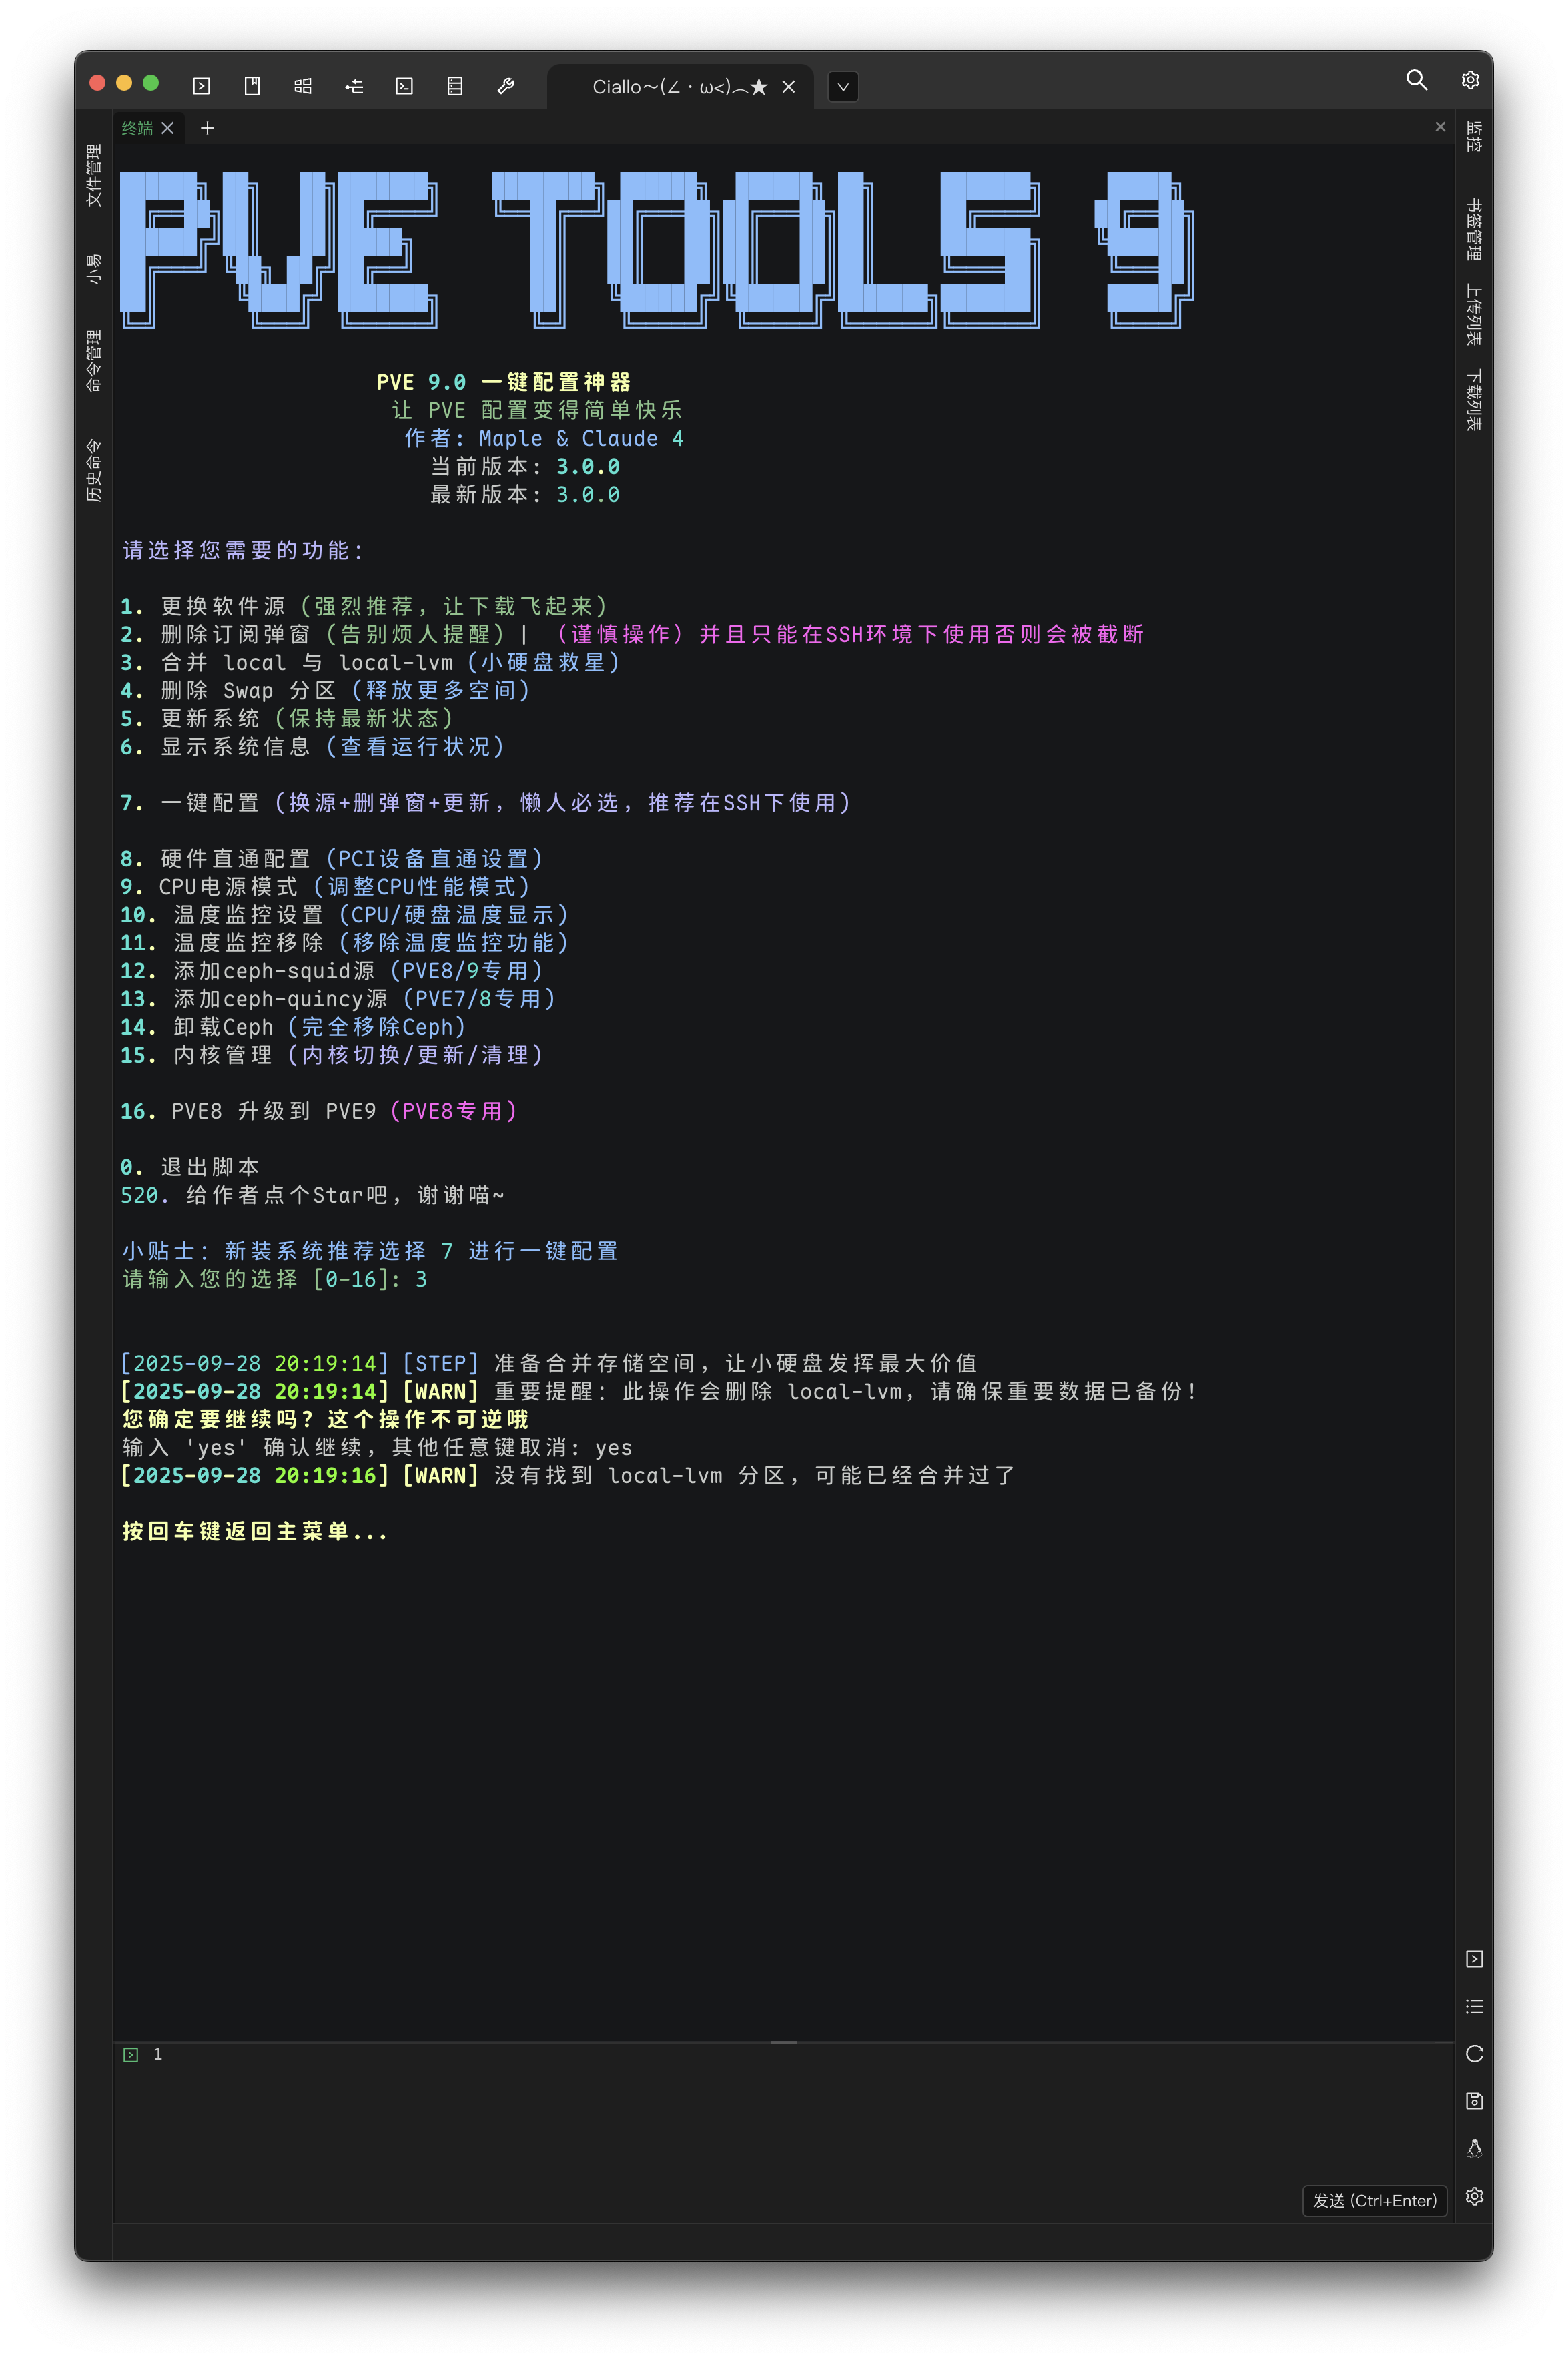 Ciallo～(∠・ω<)⌒★
终端
文件管理
小易
命令管理
历史命令
监控
书签管理
上传列表
下载列表
PVE TOOLS 9
PVE 9.0 一键配置神器
让 PVE 配置变得简单快乐
作者: Maple & Claude 4
当前版本: 3.0.0
最新版本: 3.0.0
请选择您需要的功能:
1. 更换软件源 (强烈推荐，让下载飞起来)
2. 删除订阅弹窗 (告别烦人提醒) | （谨慎操作）并且只能在SSH环境下使用否则会被截断
3. 合并 local 与 local-lvm (小硬盘救星)
4. 删除 Swap 分区 (释放更多空间)
5. 更新系统 (保持最新状态)
6. 显示系统信息 (查看运行状况)
7. 一键配置 (换源+删弹窗+更新，懒人必选，推荐在SSH下使用)
8. 硬件直通配置 (PCI设备直通设置)
9. CPU电源模式 (调整CPU性能模式)
10. 温度监控设置 (CPU/硬盘温度显示)
11. 温度监控移除 (移除温度监控功能)
12. 添加ceph-squid源 (PVE8/9专用)
13. 添加ceph-quincy源 (PVE7/8专用)
14. 卸载Ceph (完全移除Ceph)
15. 内核管理 (内核切换/更新/清理)
16. PVE8 升级到 PVE9 (PVE8专用)
0. 退出脚本
520. 给作者点个Star吧，谢谢喵~
小贴士：新装系统推荐选择 7 进行一键配置
请输入您的选择 [0-16]: 3
[2025-09-28 20:19:14] [STEP] 准备合并存储空间，让小硬盘发挥最大价值
[2025-09-28 20:19:14] [WARN] 重要提醒：此操作会删除 local-lvm，请确保重要数据已备份！
您确定要继续吗？这个操作不可逆哦
输入 'yes' 确认继续，其他任意键取消: yes
[2025-09-28 20:19:16] [WARN] 没有找到 local-lvm 分区，可能已经合并过了
按回车键返回主菜单...
1
发送 (Ctrl+Enter)